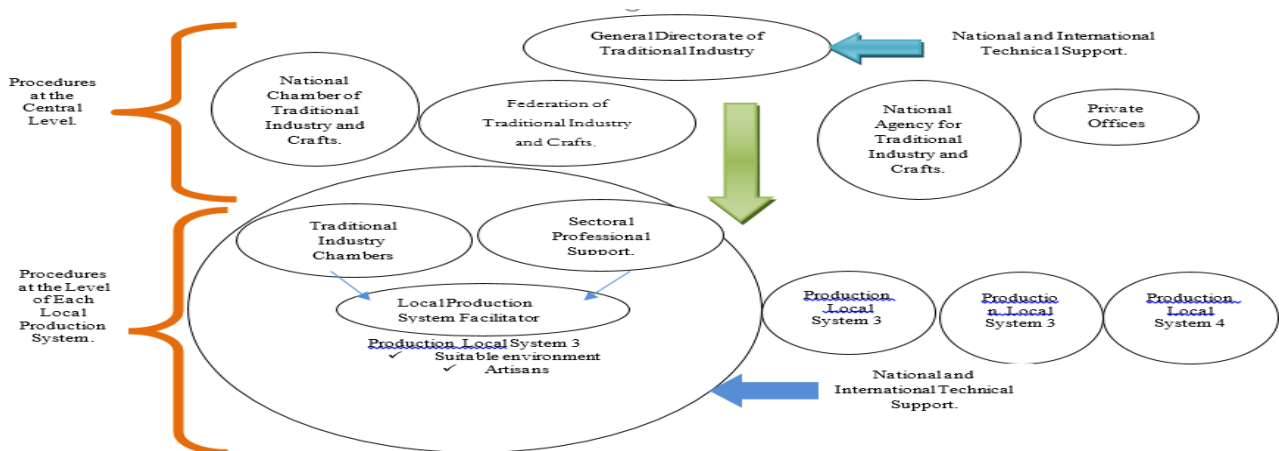 General Directorate of
Traditional Industry
National and International
Technical Support.
Procedures
at the
Central
Level.
National
Chamber of
Traditional
Industry and
Crafts.
Federation of
Traditional Industry
and Crafts.
National
Agency for
Traditional
Industry and
Crafts.
Private
Offices
Traditional
Industry
Chambers
Sectoral
Professional
Support.
Procedures
at the Level
of Each
Local
Production
System.
Local Production
System Facilitator
Production Local System 3
✓ Suitable environment
✓ Artisans
Production
Local
System 3
Productio
n Local
System 3
Production
Local
System 4
National and
International Technical
Support.